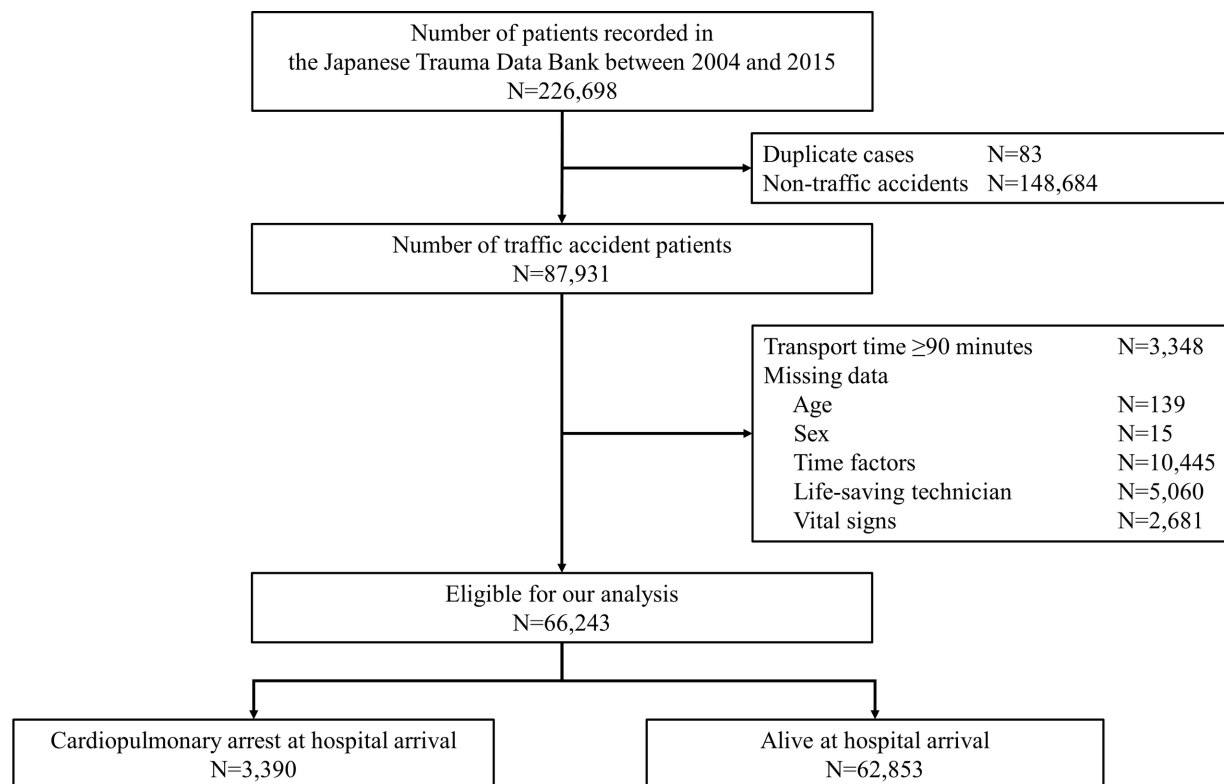 Number of patients recorded in
the Japanese Trauma Data Bank between 2004 and 2015
N=226,698
Duplicate cases N=83
Non-traffic accidents N=148,684
Number of traffic accident patients
N=87,931
Transport time ≥90 minutes N=3,348
Missing data
Age N=139
Sex N=15
Time factors N=10,445
Life-saving technician N=5,060
Vital signs N=2,681
Eligible for our analysis
N=66,243
Cardiopulmonary arrest at hospital arrival
N=3,390
Alive at hospital arrival
N=62,853